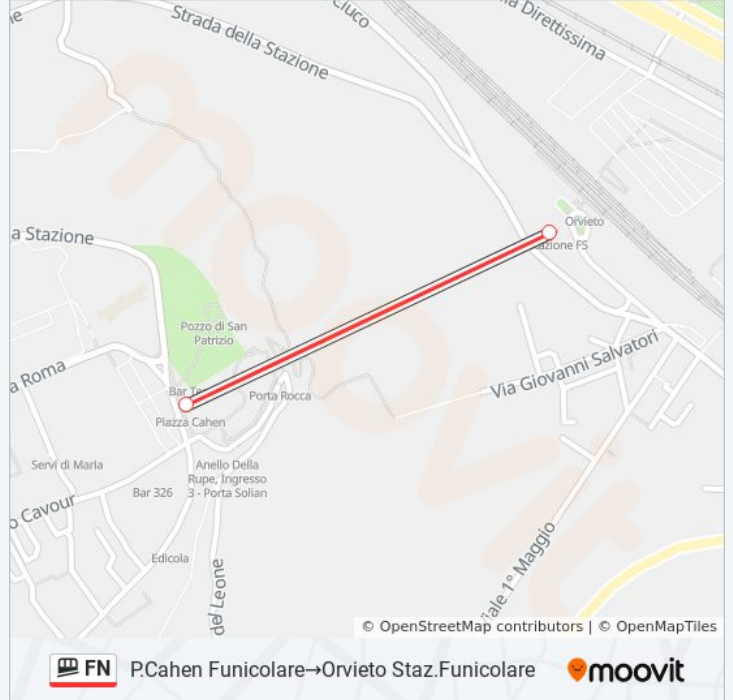 Strada della Stazione
Direttissima
a Stazione
Orvieto
azione FS
Pozzo di San
Patrizio
a Roma
Via Giovanni Salvatori
Bar Te
Porta Rocca
Piazza Cahen
Servi di Maria
Anello Della
Rupe, Ingresso
3 - Porta Solian
Bar 326
o Cavour
Edicola
iale 1° Maggio
del Leone
moovit
© OpenStreetMap contributors | © OpenMapTiles
FN P.Cahen Funicolare→Orvieto Staz.Funicolare moovit